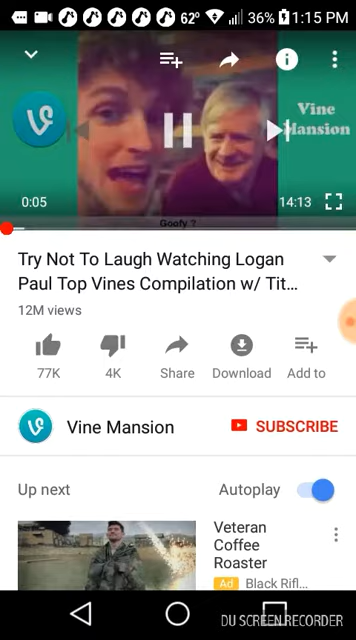 62° 36% 1:15 PM
Vine
Mansion
0:05
14:13
Goofy ?
Try Not To Laugh Watching Logan
Paul Top Vines Compilation w/ Tit...
12M views
77K 4K Share Download Add to
Vine Mansion SUBSCRIBE
Up next Autoplay
Veteran
Coffee
Roaster
Ad Black Rifl...
DU SCREEN RECORDER